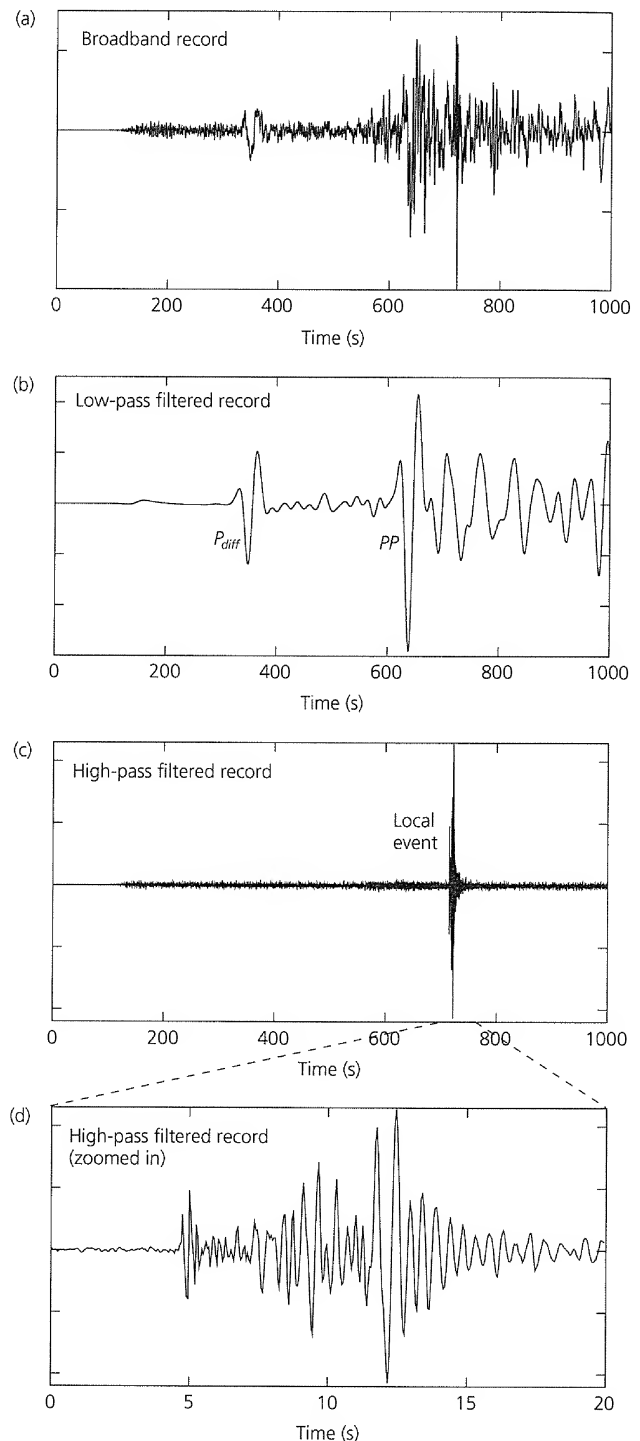 (a)
Broadband record
0 200 400 600 800 1000
Time (s)
(b)
Low-pass filtered record
Pdiff
PP
0 200 400 600 800 1000
Time (s)
(c)
High-pass filtered record
Local
event
0 200 400 600 800 1000
Time (s)
(d)
High-pass filtered record
(zoomed in)
0 5 10 15 20
Time (s)